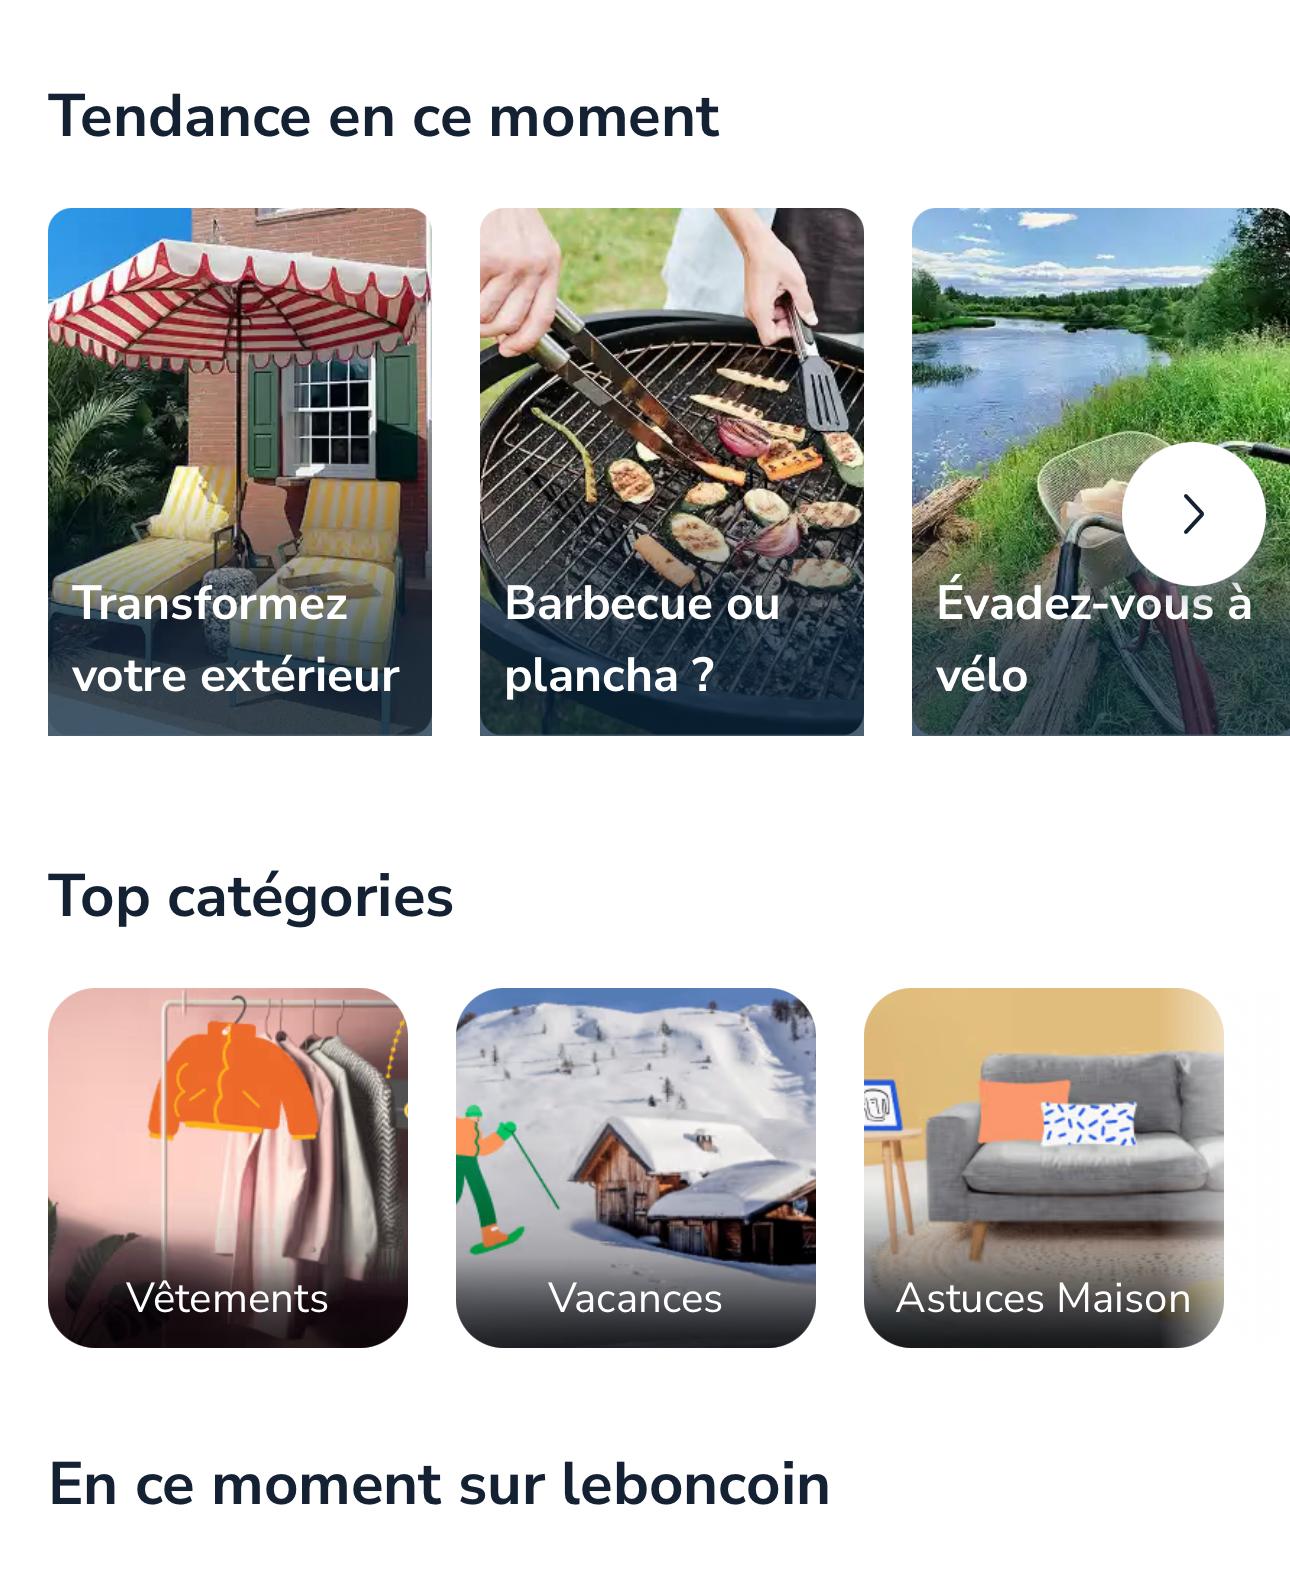 Tendance en ce moment
Transformez
votre extérieur
Barbecue ou
plancha ?
Évadez-vous à
vélo
Top catégories
Vêtements
Vacances
Astuces Maison
En ce moment sur leboncoin